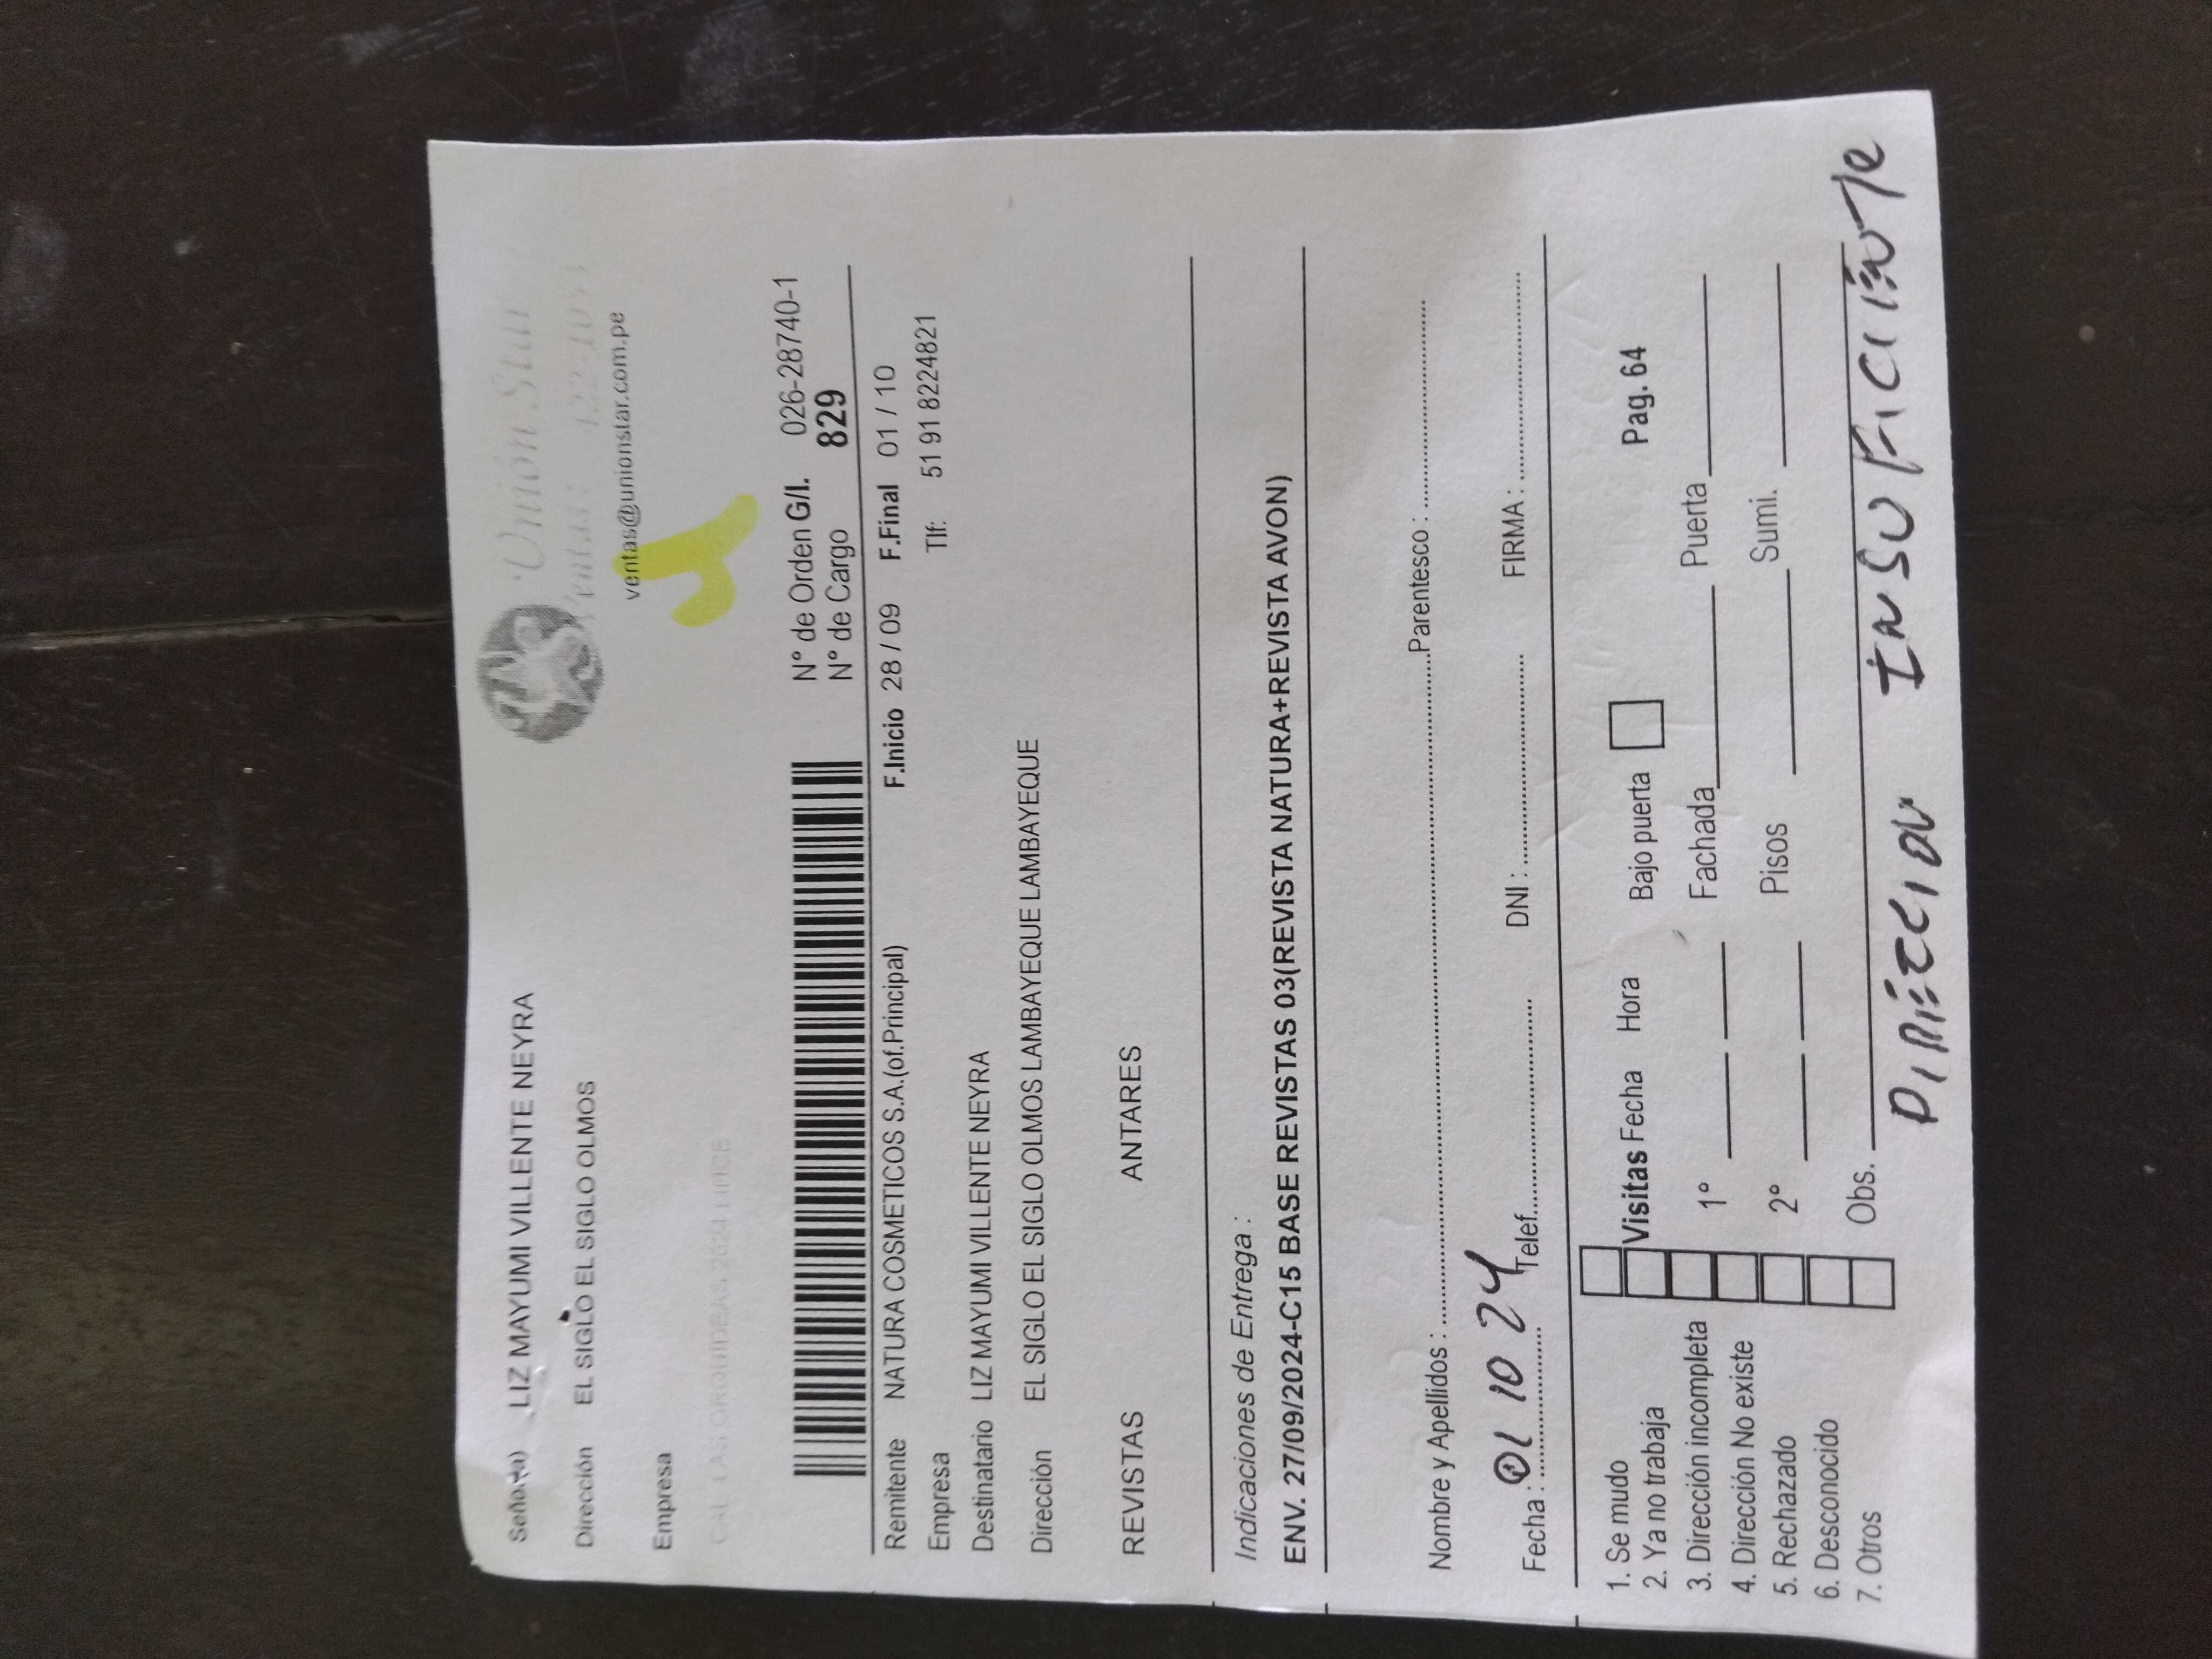 Unión Star
Ventas: 422-10
ventas@unionstar.com.pe
Señor(a) LIZ MAYUMI VILLENTE NEYRA
Dirección EL SIGLO EL SIGLO OLMOS
Empresa
N° de Orden G/I. 026-28740-1
N° de Cargo 829
Remitente NATURA COSMETICOS S.A.(of.Principal) F.Inicio 28 / 09 F.Final 01 / 10
Empresa Tlf: 51 91 8224821
Destinatario LIZ MAYUMI VILLENTE NEYRA
Dirección EL SIGLO EL SIGLO OLMOS LAMBAYEQUE LAMBAYEQUE
REVISTAS ANTARES
Indicaciones de Entrega :
ENV. 27/09/2024-C15 BASE REVISTAS 03(REVISTA NATURA+REVISTA AVON)
Nombre y Apellidos : Parentesco :
Fecha : 01 10 24 Telef. DNI : FIRMA :
1. Se mudo
2. Ya no trabaja Visitas Fecha Hora Bajo puerta Pag. 64
3. Dirección incompleta 1° Fachada Puerta
4. Dirección No existe
5. Rechazado 2° Pisos Sumi.
6. Desconocido
7. Otros Obs.
DIRECCION INSUFICIENTE